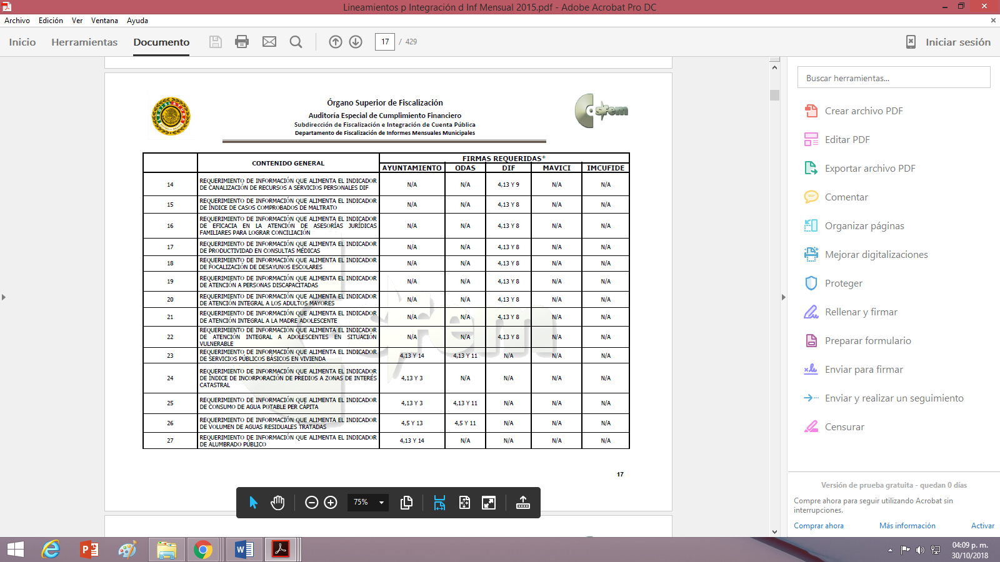 Lineamientos p Integración d Inf Mensual 2015.pdf - Adobe Acrobat Pro DC
Archivo Edición Ver Ventana Ayuda
Inicio Herramientas Documento 17 / 429 Iniciar sesión
Órgano Superior de Fiscalización
Auditoría Especial de Cumplimiento Financiero
Subdirección de Fiscalización e Integración de Cuenta Pública
Departamento de Fiscalización de Informes Mensuales Municipales
osfem
CONTENIDO GENERAL
FIRMAS REQUERIDAS*
AYUNTAMIENTO ODAS DIF MAVICI IMCUFIDE
14 REQUERIMIENTO DE INFORMACIÓN QUE ALIMENTA EL INDICADOR
DE CANALIZACIÓN DE RECURSOS A SERVICIOS PERSONALES DIF N/A N/A 4,13 Y 9 N/A N/A
15 REQUERIMIENTO DE INFORMACIÓN QUE ALIMENTA EL INDICADOR
DE ÍNDICE DE CASOS COMPROBADOS DE MALTRATO N/A N/A 4,13 Y 8 N/A N/A
16 REQUERIMIENTO DE INFORMACIÓN QUE ALIMENTA EL INDICADOR
DE EFICACIA EN LA ATENCIÓN DE ASESORÍAS JURÍDICAS
FAMILIARES PARA LOGRAR CONCILIACIÓN N/A N/A 4,13 Y 8 N/A N/A
17 REQUERIMIENTO DE INFORMACIÓN QUE ALIMENTA EL INDICADOR
DE PRODUCTIVIDAD EN CONSULTAS MÉDICAS N/A N/A 4,13 Y 8 N/A N/A
18 REQUERIMIENTO DE INFORMACIÓN QUE ALIMENTA EL INDICADOR
DE FOCALIZACIÓN DE DESAYUNOS ESCOLARES N/A N/A 4,13 Y 8 N/A N/A
19 REQUERIMIENTO DE INFORMACIÓN QUE ALIMENTA EL INDICADOR
DE ATENCIÓN A PERSONAS DISCAPACITADAS N/A N/A 4,13 Y 8 N/A N/A
20 REQUERIMIENTO DE INFORMACIÓN QUE ALIMENTA EL INDICADOR
DE ATENCIÓN INTEGRAL A LOS ADULTOS MAYORES N/A N/A 4,13 Y 8 N/A N/A
21 REQUERIMIENTO DE INFORMACIÓN QUE ALIMENTA EL INDICADOR
DE ATENCIÓN INTEGRAL A LA MADRE ADOLESCENTE N/A N/A 4,13 Y 8 N/A N/A
22 REQUERIMIENTO DE INFORMACIÓN QUE ALIMENTA EL INDICADOR
DE ATENCIÓN INTEGRAL A ADOLESCENTES EN SITUACIÓN
VULNERABLE N/A N/A 4,13 Y 8 N/A N/A
23 REQUERIMIENTO DE INFORMACIÓN QUE ALIMENTA EL INDICADOR
DE SERVICIOS PÚBLICOS BÁSICOS EN VIVIENDA 4,13 Y 14 4,13 Y 11 N/A N/A N/A
24 REQUERIMIENTO DE INFORMACIÓN QUE ALIMENTA EL INDICADOR
DE ÍNDICE DE INCORPORACIÓN DE PREDIOS A ZONAS DE INTERÉS
CATASTRAL 4,13 Y 3 N/A N/A N/A N/A
25 REQUERIMIENTO DE INFORMACIÓN QUE ALIMENTA EL INDICADOR
DE CONSUMO DE AGUA POTABLE PER CÁPITA 4,13 Y 3 4,13 Y 11 N/A N/A N/A
26 REQUERIMIENTO DE INFORMACIÓN QUE ALIMENTA EL INDICADOR
DE VOLUMEN DE AGUAS RESIDUALES TRATADAS 4,5 Y 13 4,5 Y 11 N/A N/A N/A
27 REQUERIMIENTO DE INFORMACIÓN QUE ALIMENTA EL INDICADOR
DE ALUMBRADO PÚBLICO 4,13 Y 14 N/A N/A N/A N/A
osfem
17
75%
Buscar herramientas...
Crear archivo PDF
Editar PDF
Exportar archivo PDF
Comentar
Organizar páginas
Mejorar digitalizaciones
Proteger
Rellenar y firmar
Preparar formulario
Enviar para firmar
Enviar y realizar un seguimiento
Censurar
Versión de prueba gratuita - quedan 0 días
Compre ahora para seguir utilizando Acrobat sin
interrupciones.
Comprar ahora Más información Activar
04:09 p. m.
30/10/2018